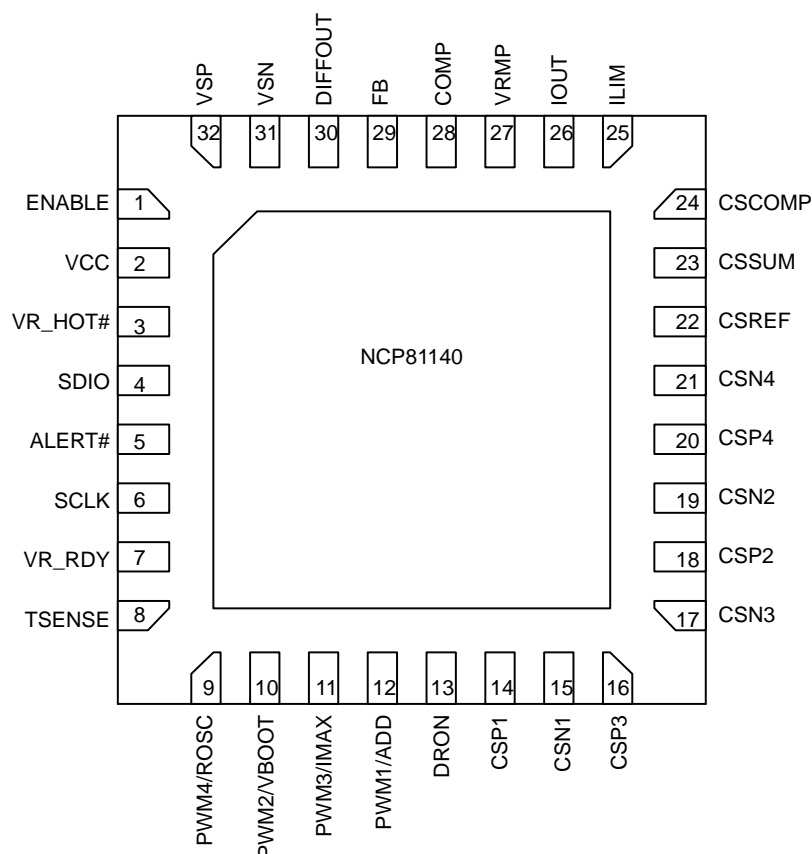 VSP
VSN
DIFFOUT
FB
COMP
VRMP
IOUT
ILIM
32
31
30
29
28
27
26
25
ENABLE 1
VCC 2
VR_HOT# 3
SDIO 4
ALERT# 5
SCLK 6
VR_RDY 7
TSENSE 8
NCP81140
24 CSCOMP
23 CSSUM
22 CSREF
21 CSN4
20 CSP4
19 CSN2
18 CSP2
17 CSN3
9
10
11
12
13
14
15
16
PWM4/ROSC
PWM2/VBOOT
PWM3/IMAX
PWM1/ADD
DRON
CSP1
CSN1
CSP3